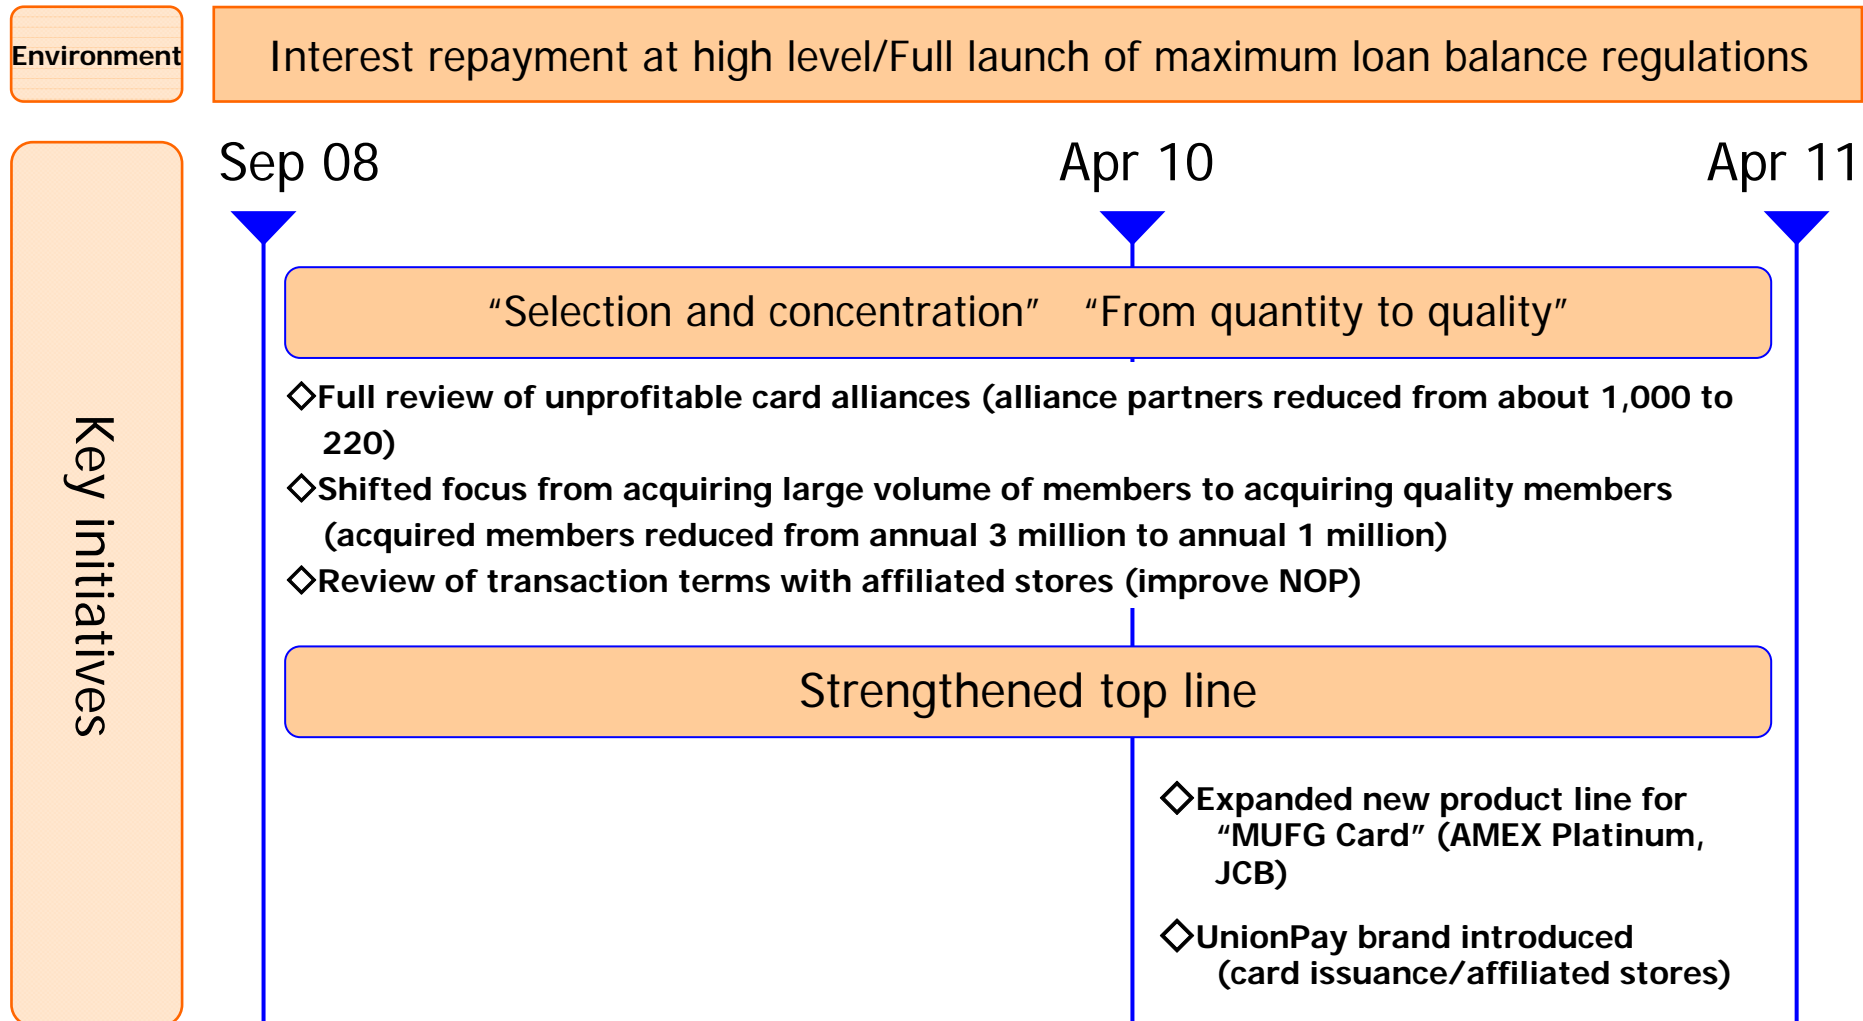 Environment
Interest repayment at high level/Full launch of maximum loan balance regulations
Key initiatives
Sep 08
Apr 10
Apr 11
“Selection and concentration” “From quantity to quality”
◇Full review of unprofitable card alliances (alliance partners reduced from about 1,000 to
220)
◇Shifted focus from acquiring large volume of members to acquiring quality members
(acquired members reduced from annual 3 million to annual 1 million)
◇Review of transaction terms with affiliated stores (improve NOP)
Strengthened top line
◇Expanded new product line for
“MUFG Card” (AMEX Platinum,
JCB)
◇UnionPay brand introduced
(card issuance/affiliated stores)